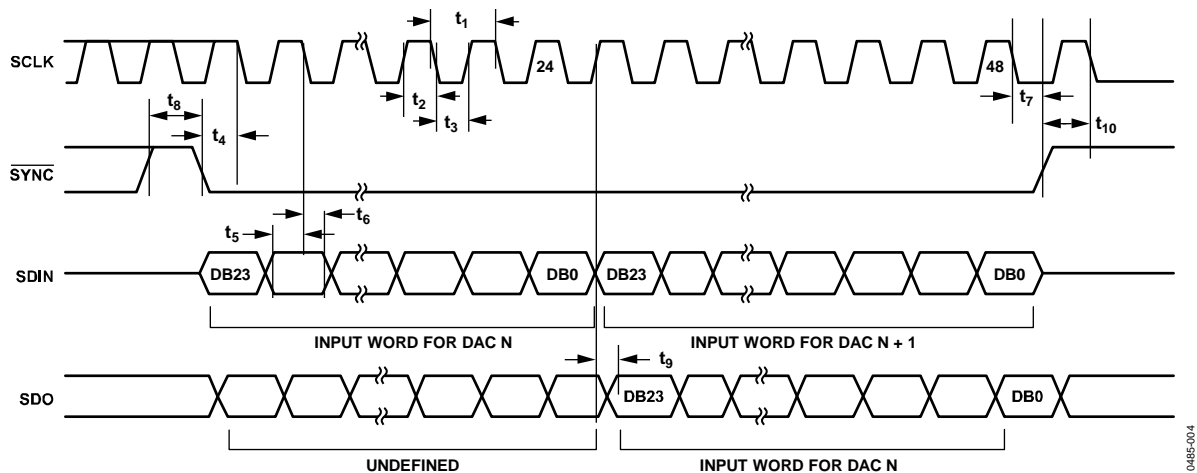 t1
SCLK
24
48
t2
t3
t7
t8
t4
t10
SYNC
t6
t5
SDIN
DB23
DB0
DB23
DB0
INPUT WORD FOR DAC N
INPUT WORD FOR DAC N + 1
t9
SDO
DB23
DB0
UNDEFINED
INPUT WORD FOR DAC N
0485-004